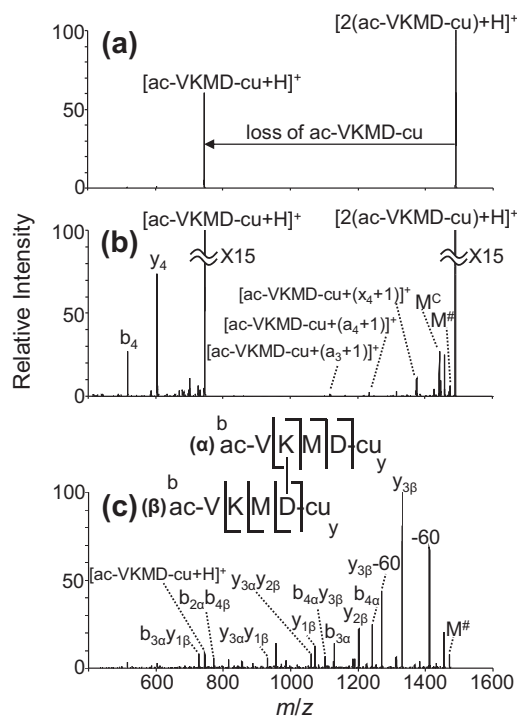 (a)
[2(ac-VKMD-cu)+H]+
[ac-VKMD-cu+H]+
loss of ac-VKMD-cu
100
50
0
(b)
[ac-VKMD-cu+H]+
[2(ac-VKMD-cu)+H]+
X15
X15
y4
b4
[ac-VKMD-cu+(x4+1)]+
[ac-VKMD-cu+(a4+1)]+
[ac-VKMD-cu+(a3+1)]+
MC
M#
100
50
0
Relative Intensity
b
(α) ac-V K M D-cu
y
b
(c) (β) ac-V K M D-cu
y
y3β
-60
y3β-60
[ac-VKMD-cu+H]+
b2αb4β
b3αy1β
y3αy1β
y3αy2β
y1β
b4αy3β
b3α
y2β
b4α
M#
100
50
0
600 800 1000 1200 1400 1600
m/z